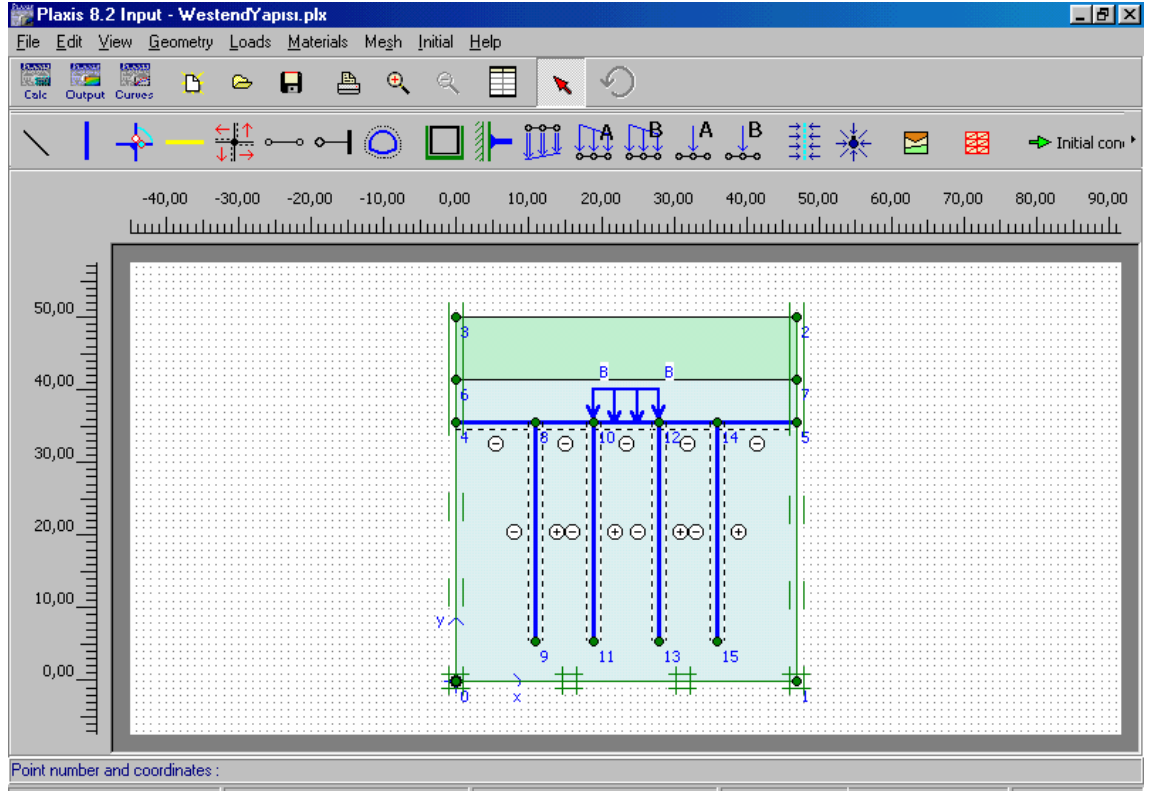 Plaxis 8.2 Input - WestendYapısı.plx
File Edit View Geometry Loads Materials Mesh Initial Help
Calc Output Curves
A B A B Initial con
-40,00 -30,00 -20,00 -10,00 0,00 10,00 20,00 30,00 40,00 50,00 60,00 70,00 80,00 90,00
50,00
3 2
B B
40,00
6 7
4 8 10 12 14 5
30,00
20,00
10,00
y
9 11 13 15
0,00
0 x 1
Point number and coordinates :